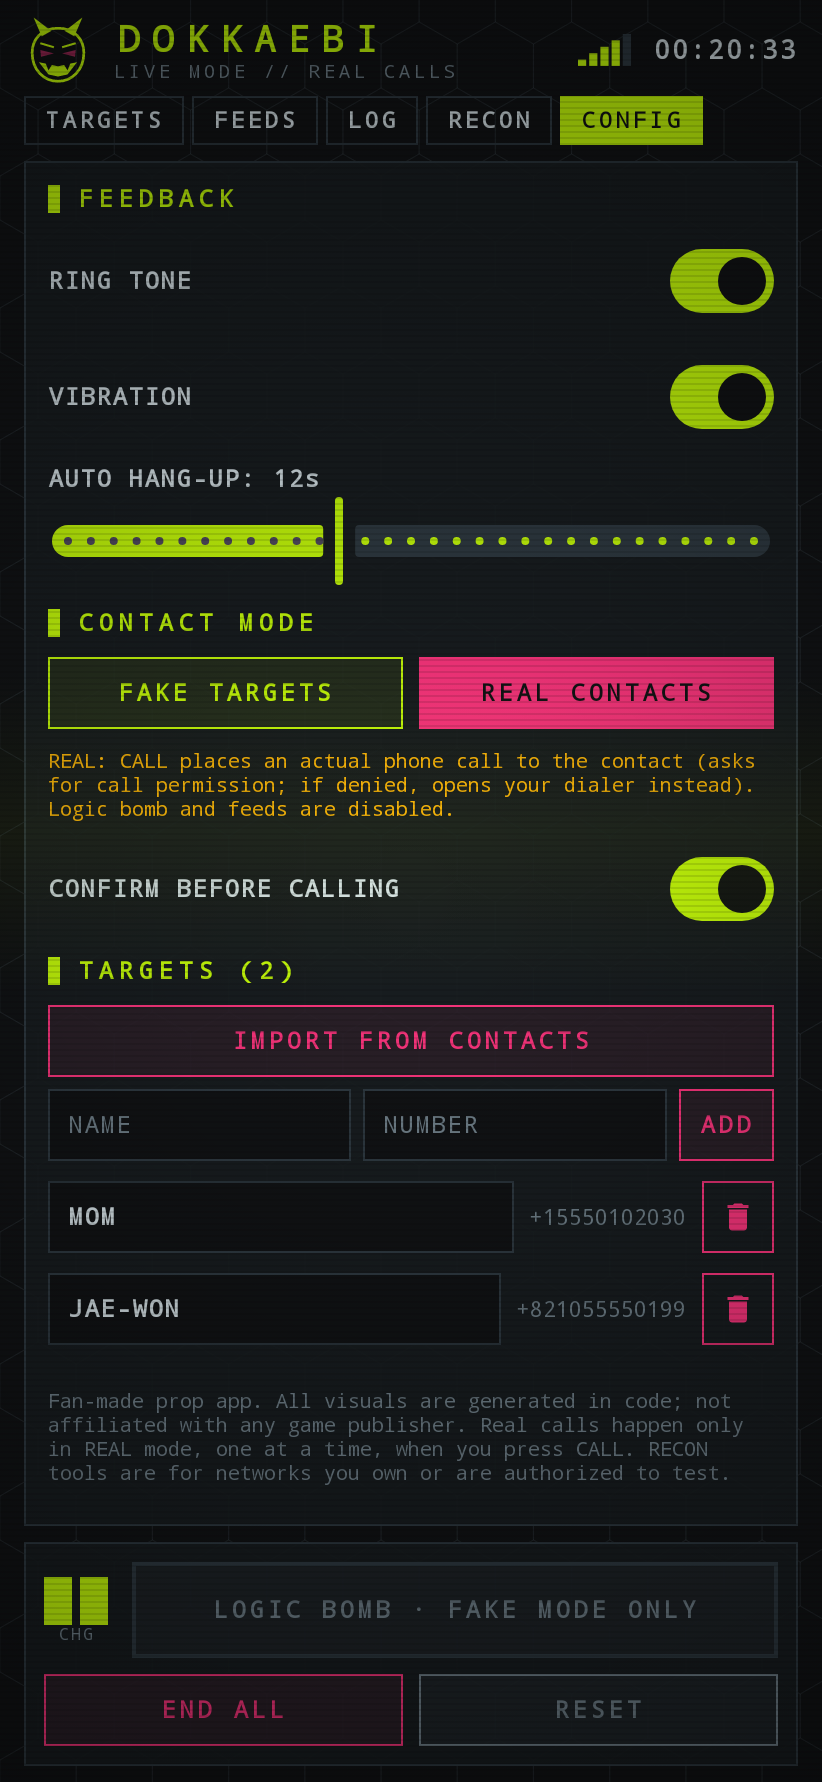 DOKKAEBI
LIVE MODE // REAL CALLS
00:20:33
TARGETS
FEEDS
LOG
RECON
CONFIG
FEEDBACK
RING TONE
VIBRATION
AUTO HANG-UP: 12s
CONTACT MODE
FAKE TARGETS
REAL CONTACTS
REAL: CALL places an actual phone call to the contact (asks
for call permission; if denied, opens your dialer instead).
Logic bomb and feeds are disabled.
CONFIRM BEFORE CALLING
TARGETS (2)
IMPORT FROM CONTACTS
NAME
NUMBER
ADD
MOM
+15550102030
JAE-WON
+821055550199
Fan-made prop app. All visuals are generated in code; not
affiliated with any game publisher. Real calls happen only
in REAL mode, one at a time, when you press CALL. RECON
tools are for networks you own or are authorized to test.
CHG
LOGIC BOMB · FAKE MODE ONLY
END ALL
RESET